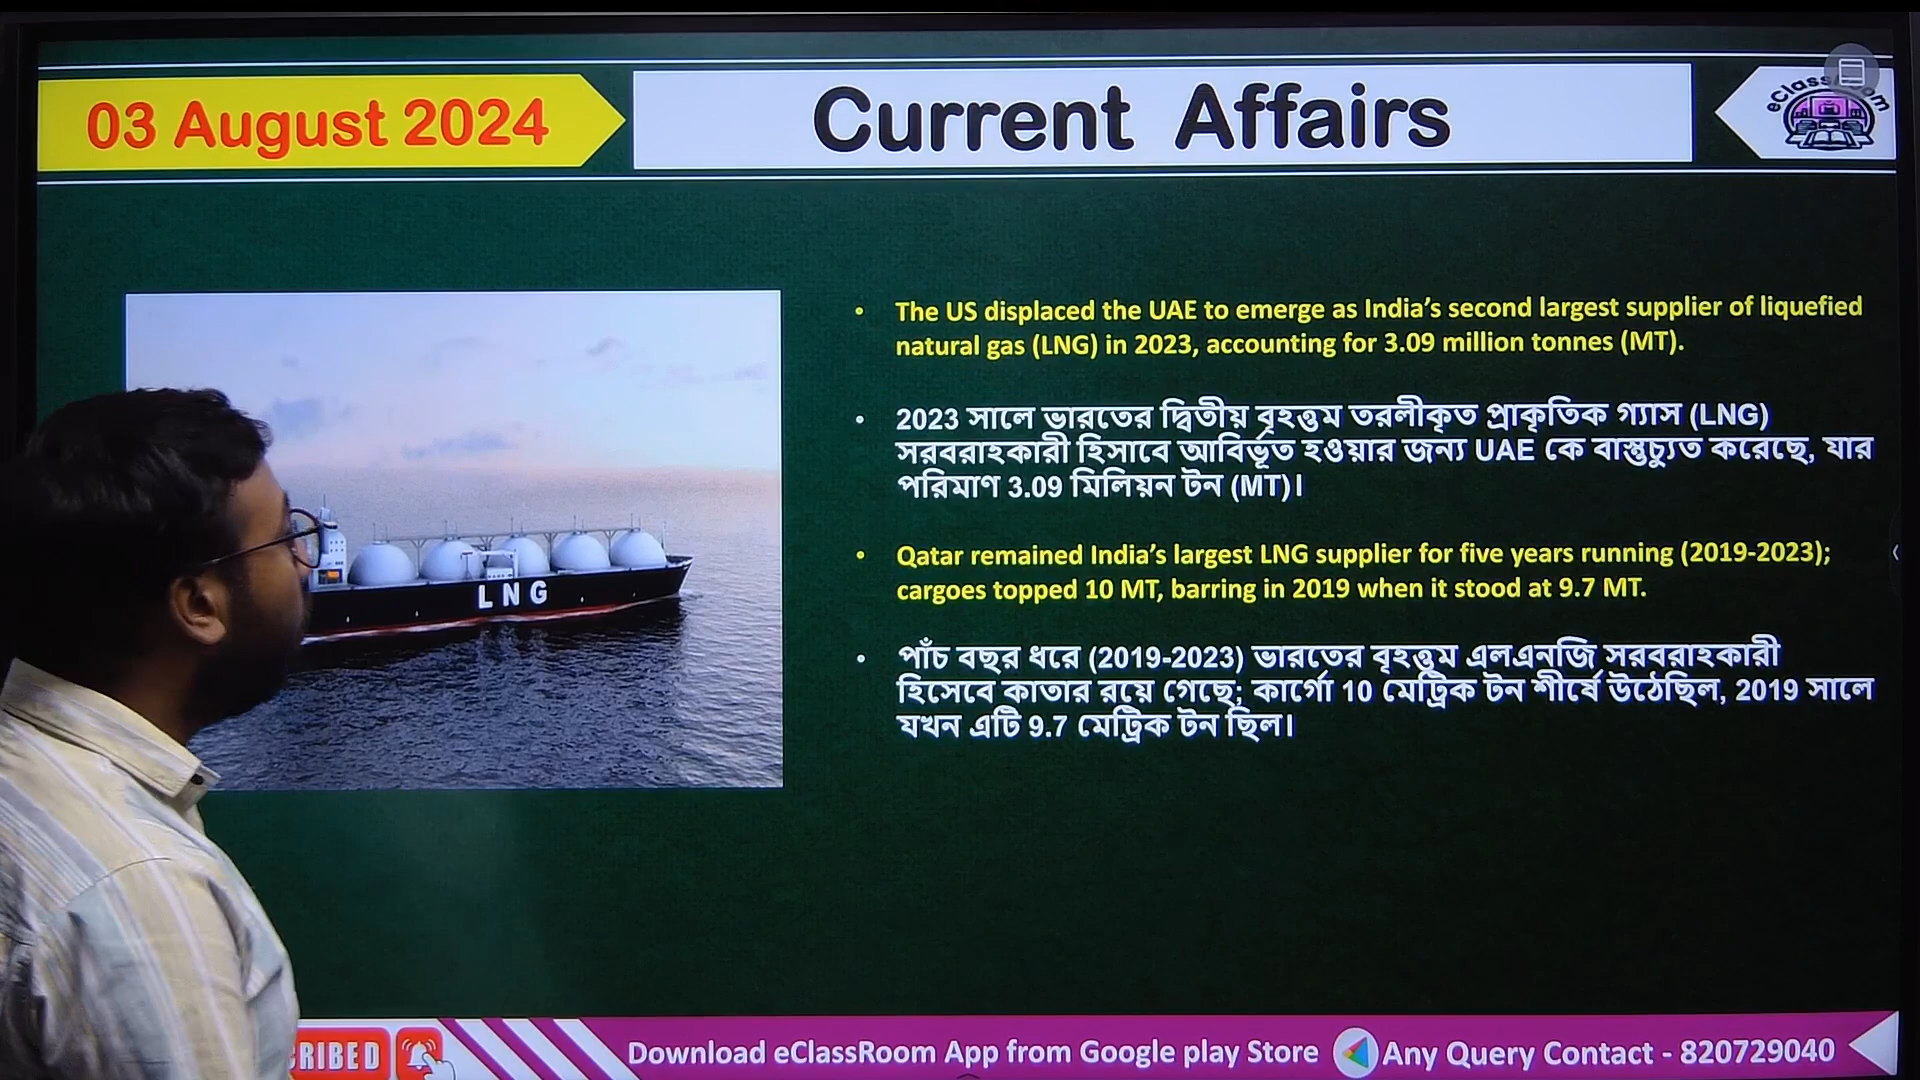 03 August 2024
Current Affairs
eClassRoom
• The US displaced the UAE to emerge as India’s second largest supplier of liquefied
natural gas (LNG) in 2023, accounting for 3.09 million tonnes (MT).
• 2023 সালে ভারতের দ্বিতীয় বৃহত্তম তরলীকৃত প্রাকৃতিক গ্যাস (LNG)
সরবরাহকারী হিসাবে আবির্ভূত হওয়ার জন্য UAE কে বাস্তুচ্যুত করেছে, যার
পরিমাণ 3.09 মিলিয়ন টন (MT)।
• Qatar remained India’s largest LNG supplier for five years running (2019-2023);
cargoes topped 10 MT, barring in 2019 when it stood at 9.7 MT.
• পাঁচ বছর ধরে (2019-2023) ভারতের বৃহত্তম এলএনজি সরবরাহকারী
হিসেবে কাতার রয়ে গেছে; কার্গো 10 মেট্রিক টন শীর্ষে উঠেছিল, 2019 সালে
যখন এটি 9.7 মেট্রিক টন ছিল।
LNG
CRIBED
Download eClassRoom App from Google play Store
Any Query Contact - 820729040